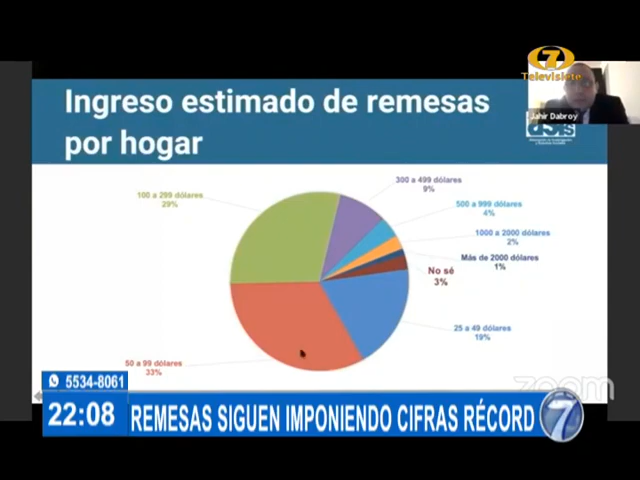 7
Televisiete
Jahir Dabroy
Ingreso estimado de remesas
por hogar
300 a 499 dólares
9%
100 a 299 dólares
29%
500 a 999 dólares
4%
1000 a 2000 dólares
2%
Más de 2000 dólares
1%
No sé
3%
25 a 49 dólares
19%
50 a 99 dólares
33%
zoom
5534-8061
22:08
REMESAS SIGUEN IMPONIENDO CIFRAS RÉCORD
7